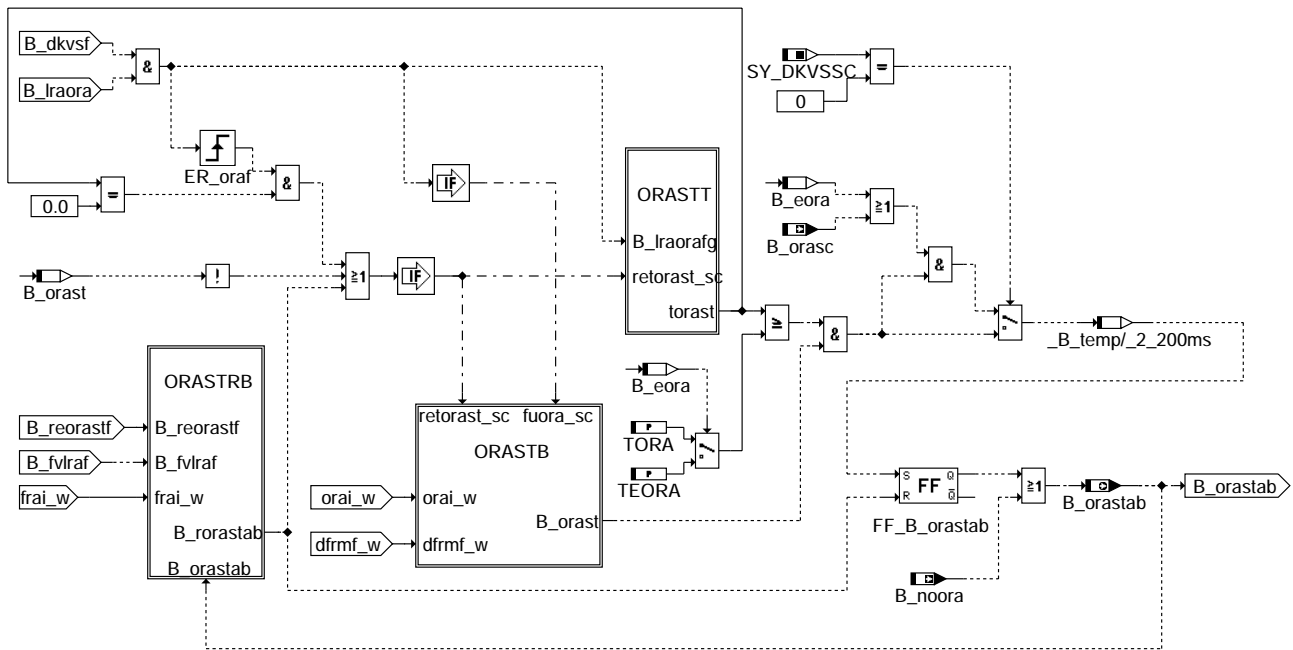 B_dkvsf
B_lraora
&
SY_DKVSSC
=
0
ER_oraf
&
=
0.0
IF
ORASTT
B_lraorafg
retorast_sc
torast
B_eora
B_orasc
≥1
&
B_orast
!
≥1
IF
≥
&
_B_temp/_2_200ms
ORASTRB
B_reorastf
B_reorastf
B_fvlraf
B_fvlraf
frai_w
frai_w
B_rorastab
B_orastab
retorast_sc
fuora_sc
ORASTB
orai_w
orai_w
dfrmf_w
dfrmf_w
B_orast
B_eora
P
TORA
P
TEORA
S
Q
FF
R
Q
FF_B_orastab
≥1
B_orastab
B_orastab
B_noora